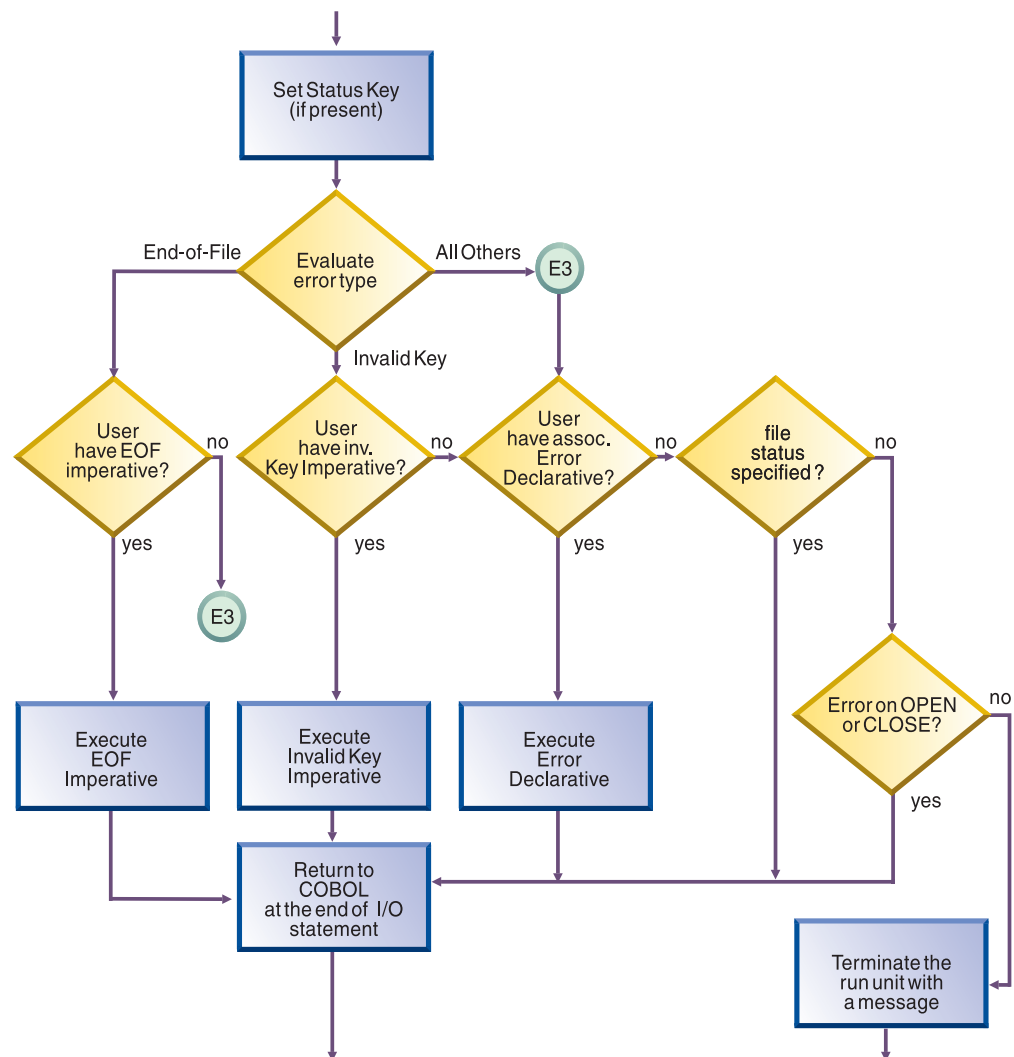 Set Status Key
(if present)
End-of-File
Evaluate
error type
All Others
E3
Invalid Key
User
have EOF
imperative?
no
User
have inv.
Key Imperative?
no
User
have assoc.
Error
Declarative?
no
file
status
specified?
no
yes
yes
yes
yes
E3
Error on OPEN
or CLOSE?
no
yes
Execute
EOF
Imperative
Execute
Invalid Key
Imperative
Execute
Error
Declarative
Return to
COBOL
at the end of I/O
statement
Terminate the
run unit with
a message